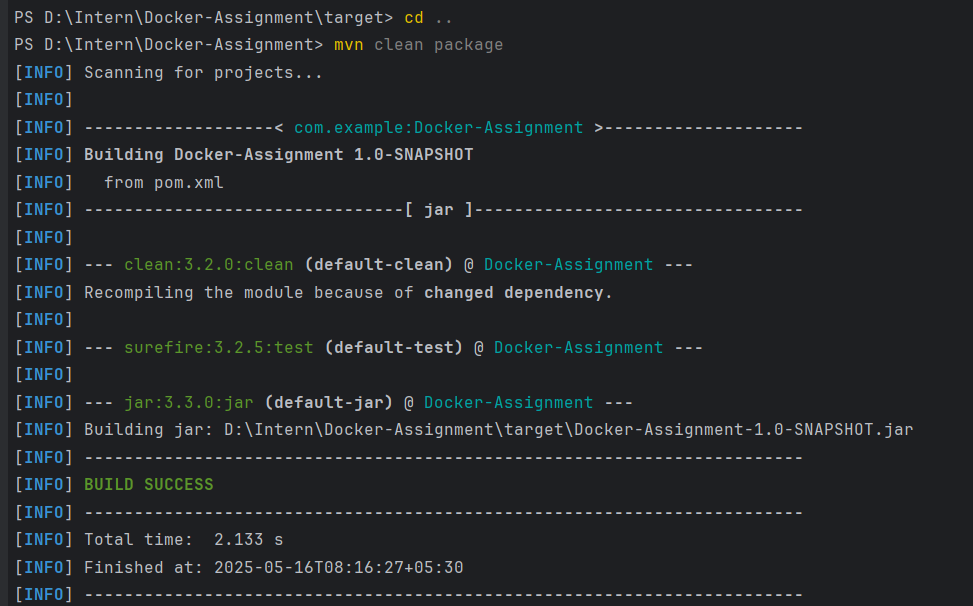 PS D:\Intern\Docker-Assignment\target> cd ..
PS D:\Intern\Docker-Assignment> mvn clean package
[INFO] Scanning for projects...
[INFO]
[INFO] -------------------< com.example:Docker-Assignment >--------------------
[INFO] Building Docker-Assignment 1.0-SNAPSHOT
[INFO]   from pom.xml
[INFO] --------------------------------[ jar ]---------------------------------
[INFO]
[INFO] --- clean:3.2.0:clean (default-clean) @ Docker-Assignment ---
[INFO] Recompiling the module because of changed dependency.
[INFO]
[INFO] --- surefire:3.2.5:test (default-test) @ Docker-Assignment ---
[INFO]
[INFO] --- jar:3.3.0:jar (default-jar) @ Docker-Assignment ---
[INFO] Building jar: D:\Intern\Docker-Assignment\target\Docker-Assignment-1.0-SNAPSHOT.jar
[INFO] ------------------------------------------------------------------------
[INFO] BUILD SUCCESS
[INFO] ------------------------------------------------------------------------
[INFO] Total time:  2.133 s
[INFO] Finished at: 2025-05-16T08:16:27+05:30
[INFO] ------------------------------------------------------------------------